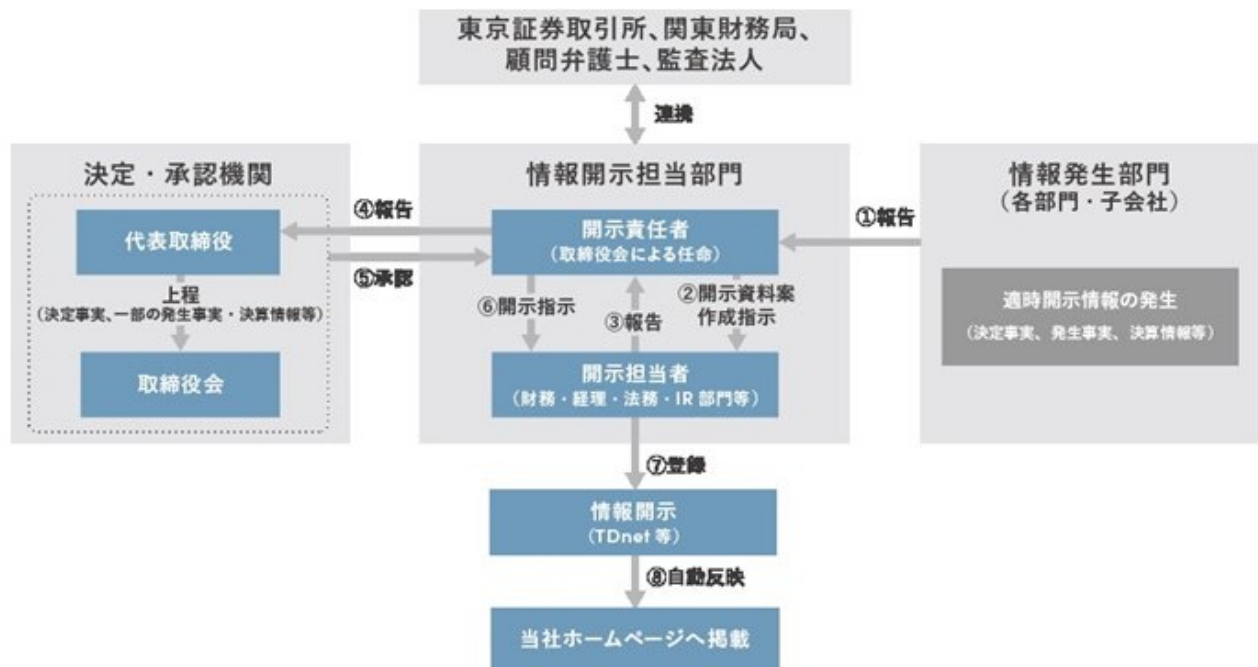 東京証券取引所、関東財務局、
顧問弁護士、監査法人
連携
決定・承認機関
代表取締役
上程
(決定事実、一部の発生事実・決算情報等)
取締役会
④報告
⑤承認
情報開示担当部門
開示責任者
(取締役会による任命)
⑥開示指示
③報告
②開示資料案
作成指示
開示担当者
(財務・経理・法務・IR 部門等)
①報告
情報発生部門
(各部門・子会社)
適時開示情報の発生
(決定事実、発生事実、決算情報等)
⑦登録
情報開示
(TDnet 等)
⑧自動反映
当社ホームページへ掲載